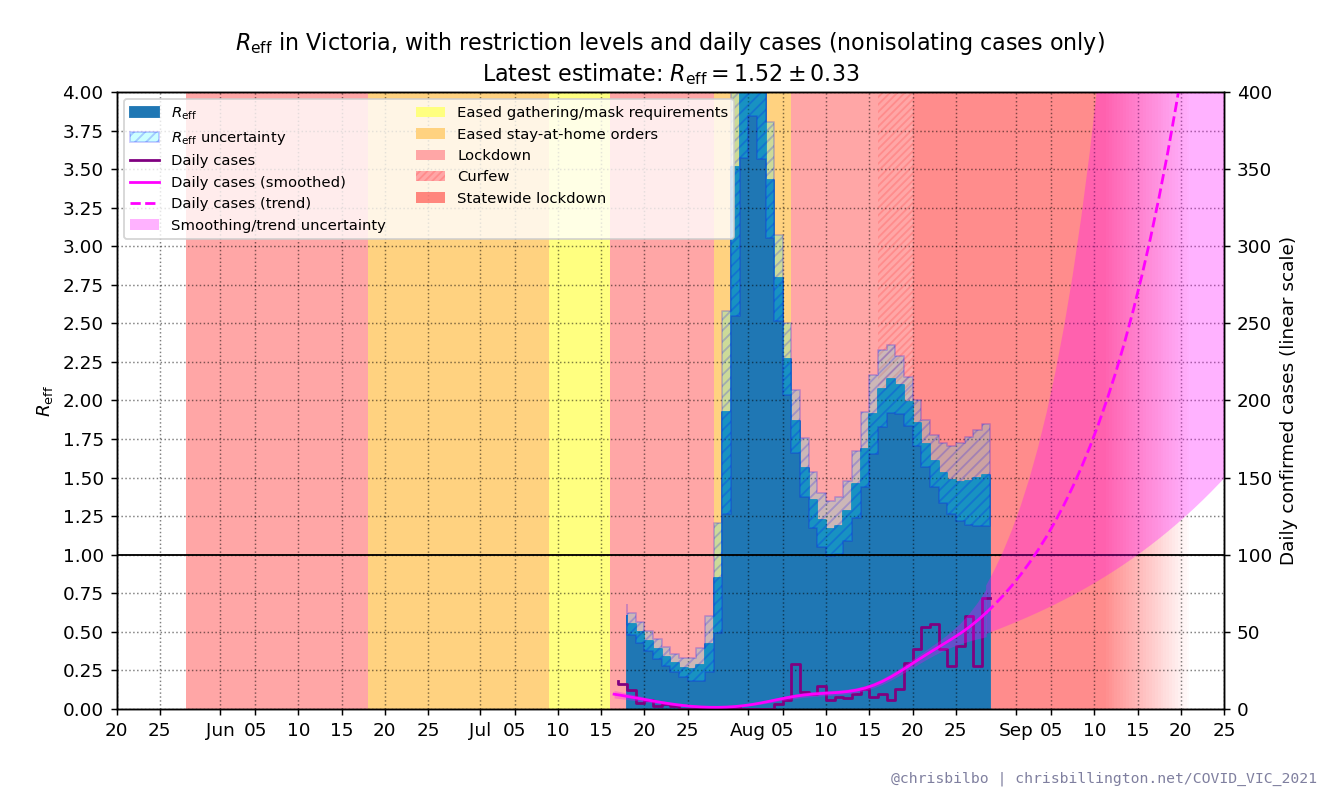 Reff in Victoria, with restriction levels and daily cases (nonisolating cases only)
Latest estimate: Reff = 1.52 ± 0.33
Reff
Reff uncertainty
Daily cases
Daily cases (smoothed)
Daily cases (trend)
Smoothing/trend uncertainty
Eased gathering/mask requirements
Eased stay-at-home orders
Lockdown
Curfew
Statewide lockdown
Reff
4.00
3.75
3.50
3.25
3.00
2.75
2.50
2.25
2.00
1.75
1.50
1.25
1.00
0.75
0.50
0.25
0.00
400
350
300
250
200
150
100
50
0
Daily confirmed cases (linear scale)
20 25 Jun 05 10 15 20 25 Jul 05 10 15 20 25 Aug 05 10 15 20 25 Sep 05 10 15 20 25
@chrisbilbo | chrisbillington.net/COVID_VIC_2021